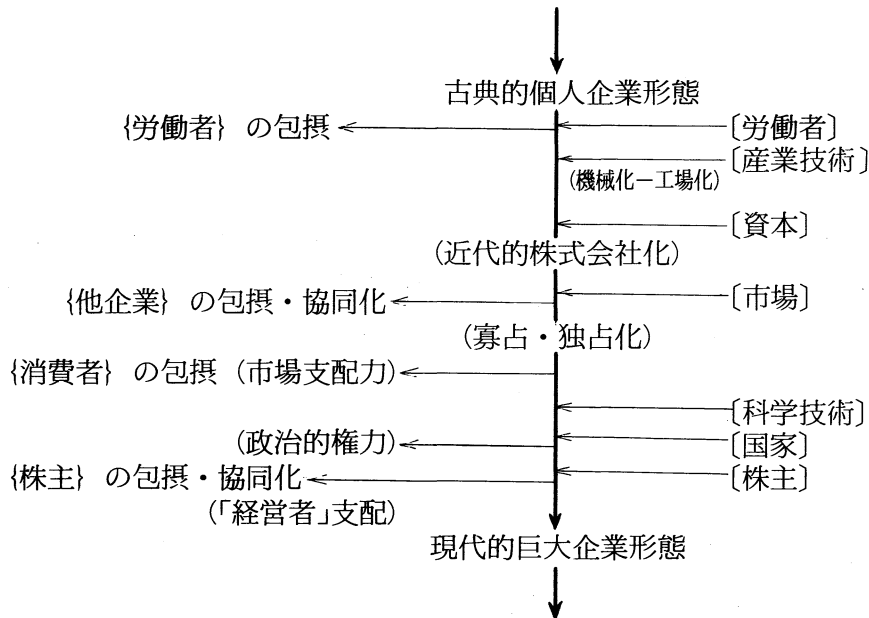 古典的個人企業形態
{労働者} の包摂
〔労働者〕
〔産業技術〕
(機械化－工場化)
〔資本〕
(近代的株式会社化)
{他企業} の包摂・協同化
〔市場〕
(寡占・独占化)
{消費者} の包摂 (市場支配力)
〔科学技術〕
(政治的権力)
〔国家〕
{株主} の包摂・協同化
〔株主〕
(「経営者」支配)
現代的巨大企業形態